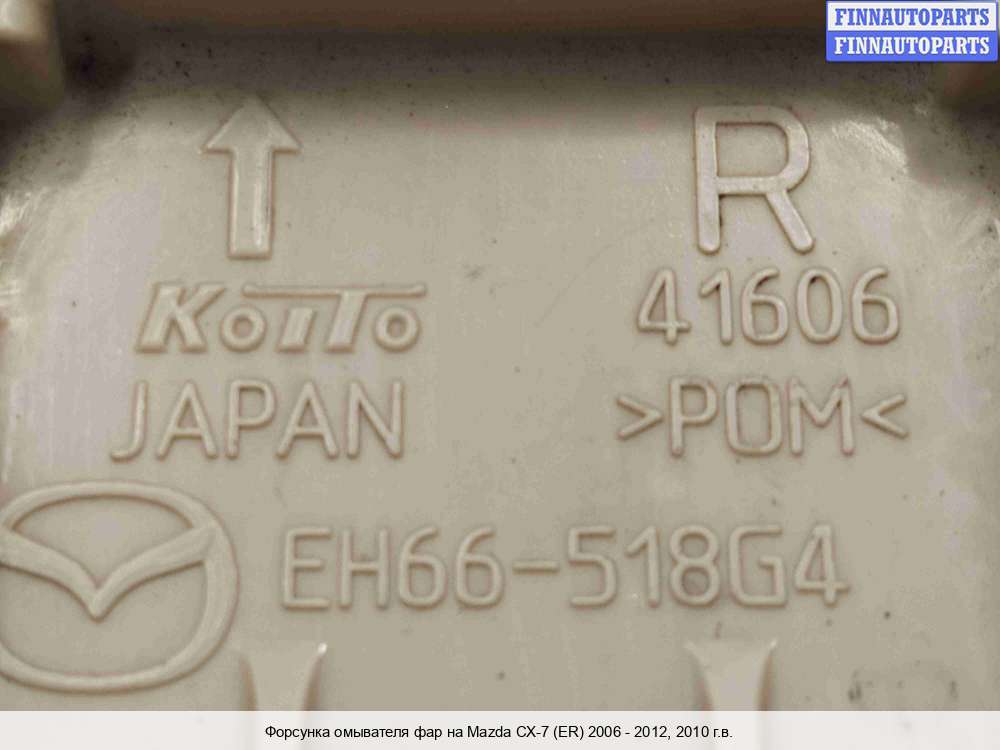 FINNAUTOPARTS
FINNAUTOPARTS
R
KOITO
41606
JAPAN
>POM<
EH66-518G4
Форсунка омывателя фар на Mazda CX-7 (ER) 2006 - 2012, 2010 г.в.